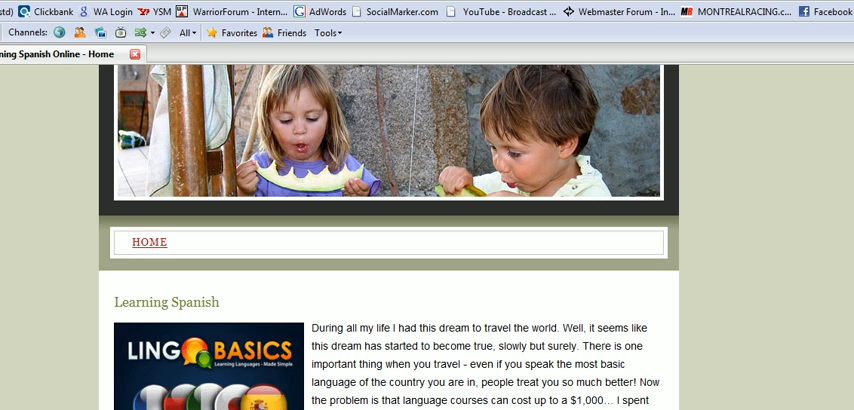 std) Clickbank WA Login YSM WarriorForum - Intern... AdWords SocialMarker.com YouTube - Broadcast ... Webmaster Forum - In... MONTREALRACING.c... Facebook
Channels: All Favorites Friends Tools
ning Spanish Online - Home
HOME
Learning Spanish
LINGO BASICS
Learning Languages - Made Simple
During all my life I had this dream to travel the world. Well, it seems like
this dream has started to become true, slowly but surely. There is one
important thing when you travel - even if you speak the most basic
language of the country you are in, people treat you so much better! Now
the problem is that language courses can cost up to a $1,000... I spent